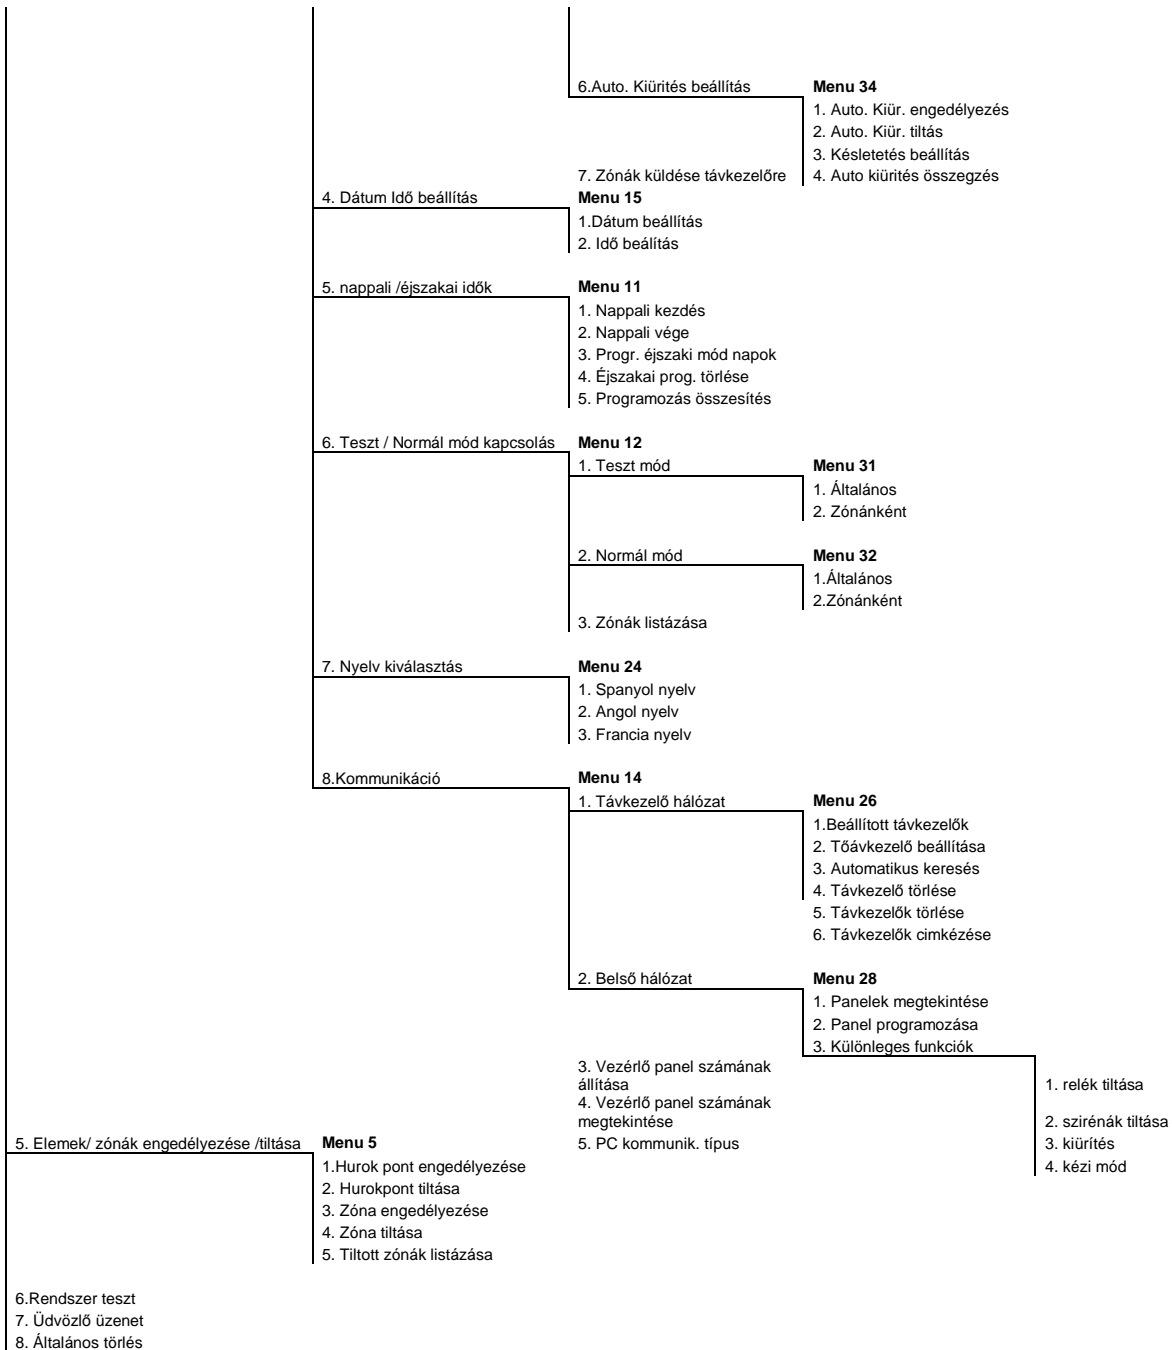 6.Auto. Kiürités beállítás
Menu 34
1. Auto. Kiür. engedélyezés
2. Auto. Kiür. tiltás
3. Késletetés beállítás
7. Zónák küldése távkezelőre
4. Auto kiürités összegzés
4. Dátum Idő beállítás
Menu 15
1.Dátum beállítás
2. Idő beálítás
5. nappali /éjszakai idők
Menu 11
1. Nappali kezdés
2. Nappali vége
3. Progr. éjszaki mód napok
4. Éjszakai prog. törlése
5. Programozás összesítés
6. Teszt / Normál mód kapcsolás
Menu 12
1. Teszt mód
Menu 31
1. Általános
2. Zónánként
2. Normál mód
Menu 32
1.Általános
2.Zónánként
3. Zónák listázása
7. Nyelv kiválasztás
Menu 24
1. Spanyol nyelv
2. Angol nyelv
3. Francia nyelv
8.Kommunikáció
Menu 14
1. Távkezelő hálózat
Menu 26
1.Beállított távkezelők
2. Tőávkezelő beállítása
3. Automatikus keresés
4. Távkezelő törlése
5. Távkezelők törlése
6. Távkezelők cimkézése
2. Belső hálózat
Menu 28
1. Panelek megtekintése
2. Panel programozása
3. Különleges funkciók
3. Vezérlő panel számának
állítása
1. relék tiltása
4. Vezérlő panel számának
megtekintése
2. szirénák tiltása
5. Elemek/ zónák engedélyezése /tiltása
Menu 5
5. PC kommunik. típus
3. kiürítés
1.Hurok pont engedélyezése
4. kézi mód
2. Hurokpont tiltása
3. Zóna engedélyezése
4. Zóna tiltása
5. Tiltott zónák listázása
6.Rendszer teszt
7. Üdvözlő üzenet
8. Általános törlés